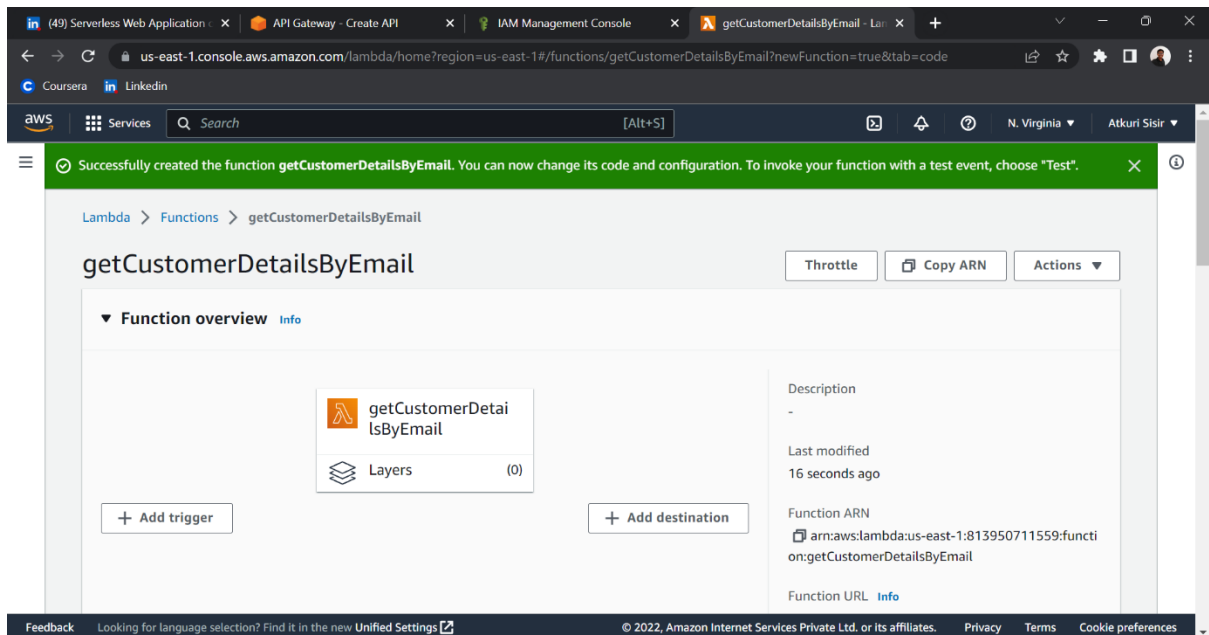 in (49) Serverless Web Application API Gateway - Create API IAM Management Console getCustomerDetailsByEmail - Lam
us-east-1.console.aws.amazon.com/lambda/home?region=us-east-1#/functions/getCustomerDetailsByEmail?newFunction=true&tab=code
C Coursera in Linkedin
aws Services Search [Alt+S] N. Virginia ▼ Atkuri Sisir ▼
Successfully created the function getCustomerDetailsByEmail. You can now change its code and configuration. To invoke your function with a test event, choose "Test".
Lambda > Functions > getCustomerDetailsByEmail
getCustomerDetailsByEmail
Throttle Copy ARN Actions ▼
▼ Function overview Info
getCustomerDetai
lsByEmail
Layers (0)
+ Add trigger
+ Add destination
Description
-
Last modified
16 seconds ago
Function ARN
arn:aws:lambda:us-east-1:813950711559:functi
on:getCustomerDetailsByEmail
Function URL Info
Feedback Looking for language selection? Find it in the new Unified Settings © 2022, Amazon Internet Services Private Ltd. or its affiliates. Privacy Terms Cookie preferences